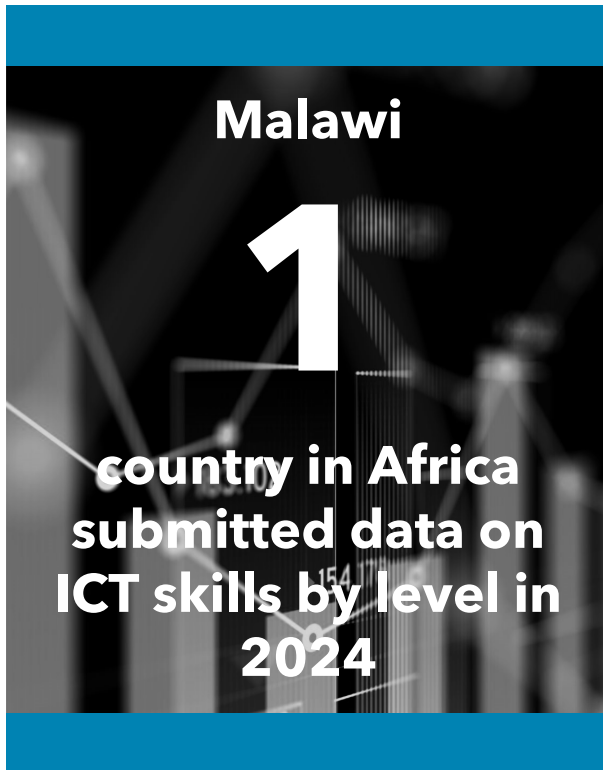 Malawi
1
country in Africa
submitted data on
ICT skills by level in
2024